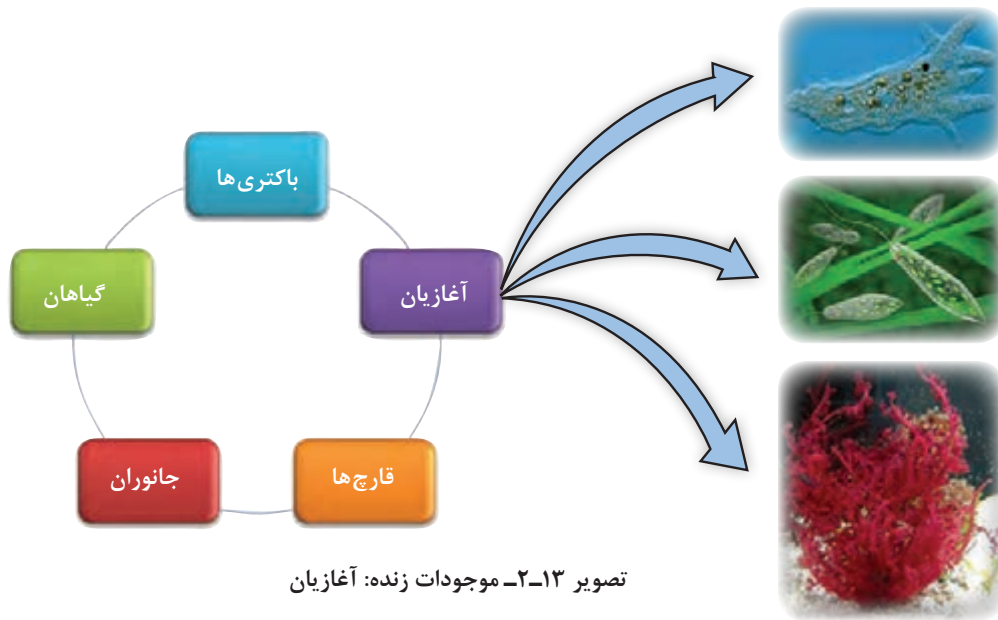 باکتری‌ها
آغازیان
گیاهان
قارچ‌ها
جانوران
تصویر ۱۳ـ۲ـ موجودات زنده: آغازیان